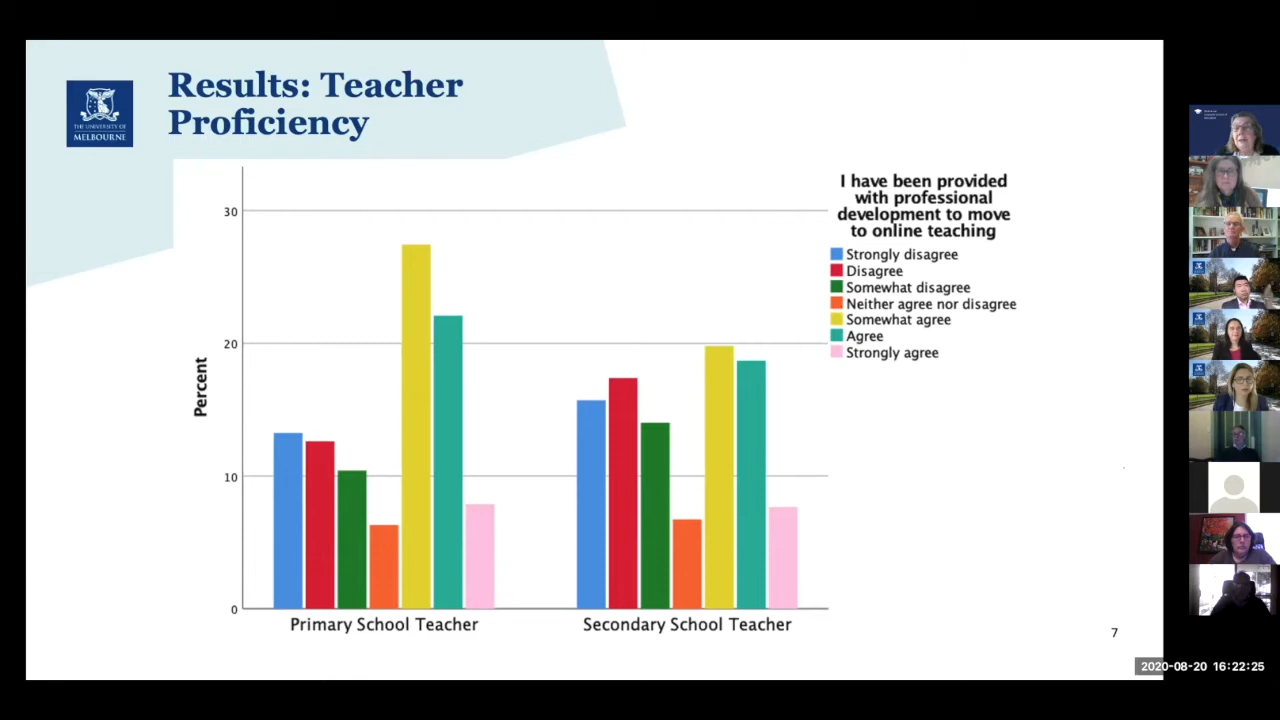 Results: Teacher
Proficiency
THE UNIVERSITY OF
MELBOURNE
I have been provided
with professional
development to move
to online teaching
Strongly disagree
Disagree
Somewhat disagree
Neither agree nor disagree
Somewhat agree
Agree
Strongly agree
Percent
30
20
10
0
Primary School Teacher
Secondary School Teacher
7
2020-08-20 16:22:25